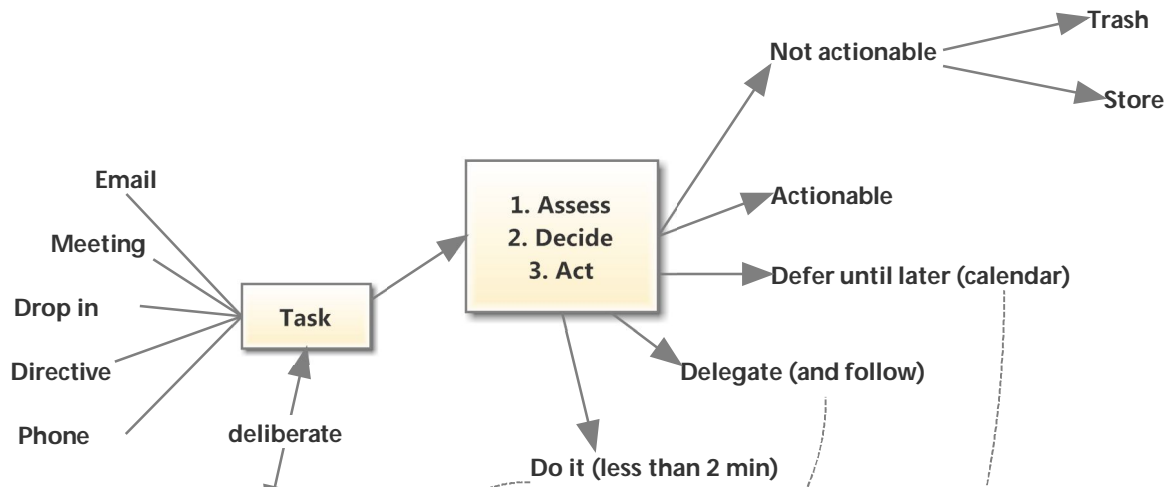 Trash
Not actionable
Store
Email
1. Assess
2. Decide
3. Act
Actionable
Meeting
Defer until later (calendar)
Drop in
Task
Directive
Delegate (and follow)
Phone
deliberate
Do it (less than 2 min)